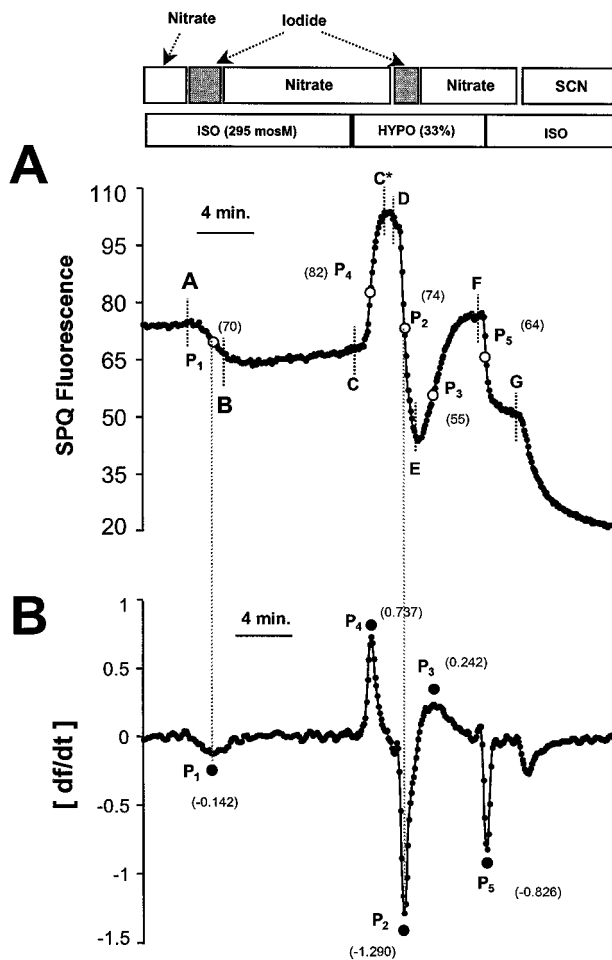 Nitrate Iodide
Nitrate Nitrate SCN
ISO (295 mosM) HYPO (33%) ISO
A
110
95
80
65
50
35
20
SPQ Fluorescence
4 min.
C*
D
A
(82) P4
(74)
F
(70)
P2
P5
(64)
P1
B
C
P3
G
(55)
E
B
1
0.5
0
-0.5
-1
-1.5
[ df/dt ]
4 min.
P4
(0.737)
P3
(0.242)
P1
(-0.142)
P5
(-0.826)
P2
(-1.290)